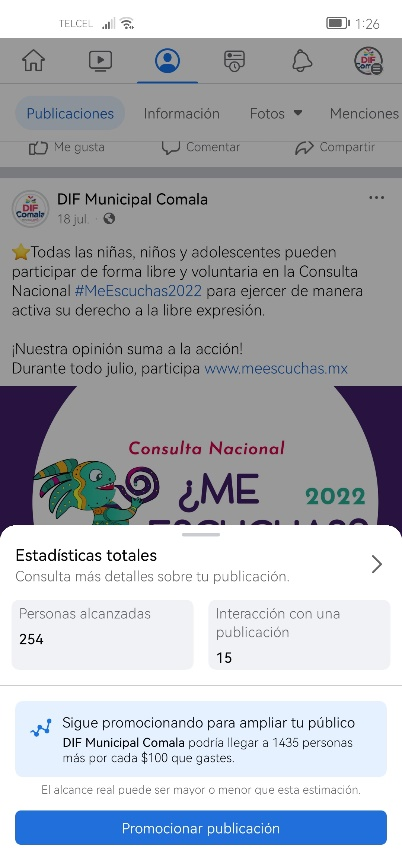 TELCEL
1:26
Publicaciones
Información
Fotos
Menciones
Me gusta
Comentar
Compartir
DIF Municipal Comala
18 jul.
Todas las niñas, niños y adolescentes pueden
participar de forma libre y voluntaria en la Consulta
Nacional #MeEscuchas2022 para ejercer de manera
activa su derecho a la libre expresión.
¡Nuestra opinión suma a la acción!
Durante todo julio, participa www.meescuchas.mx
Consulta Nacional
¿ME
2022
ESCUCHAS?
Estadísticas totales
Consulta más detalles sobre tu publicación.
Personas alcanzadas
254
Interacción con una
publicación
15
Sigue promocionando para ampliar tu público
DIF Municipal Comala podría llegar a 1435 personas
más por cada $100 que gastes.
El alcance real puede ser mayor o menor que esta estimación.
Promocionar publicación